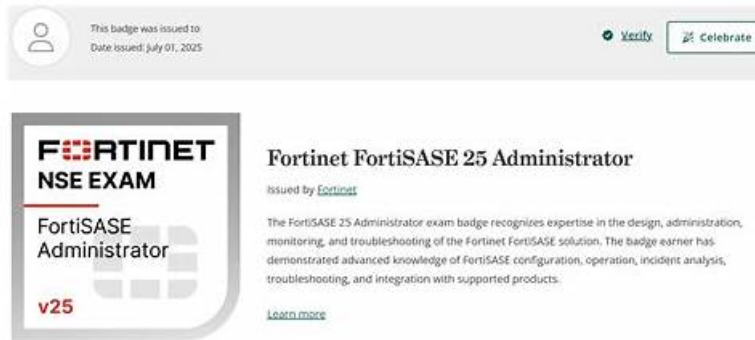 This badge was issued to
Date issued: July 01, 2025
Verify
Celebrate
FORTINET
NSE EXAM
FortiSASE
Administrator
v25
Fortinet FortiSASE 25 Administrator
Issued by Fortinet
The FortiSASE 25 Administrator exam badge recognizes expertise in the design, administration,
monitoring, and troubleshooting of the Fortinet FortiSASE solution. The badge earner has
demonstrated advanced knowledge of FortiSASE configuration, operation, incident analysis,
troubleshooting, and integration with supported products.
Learn more